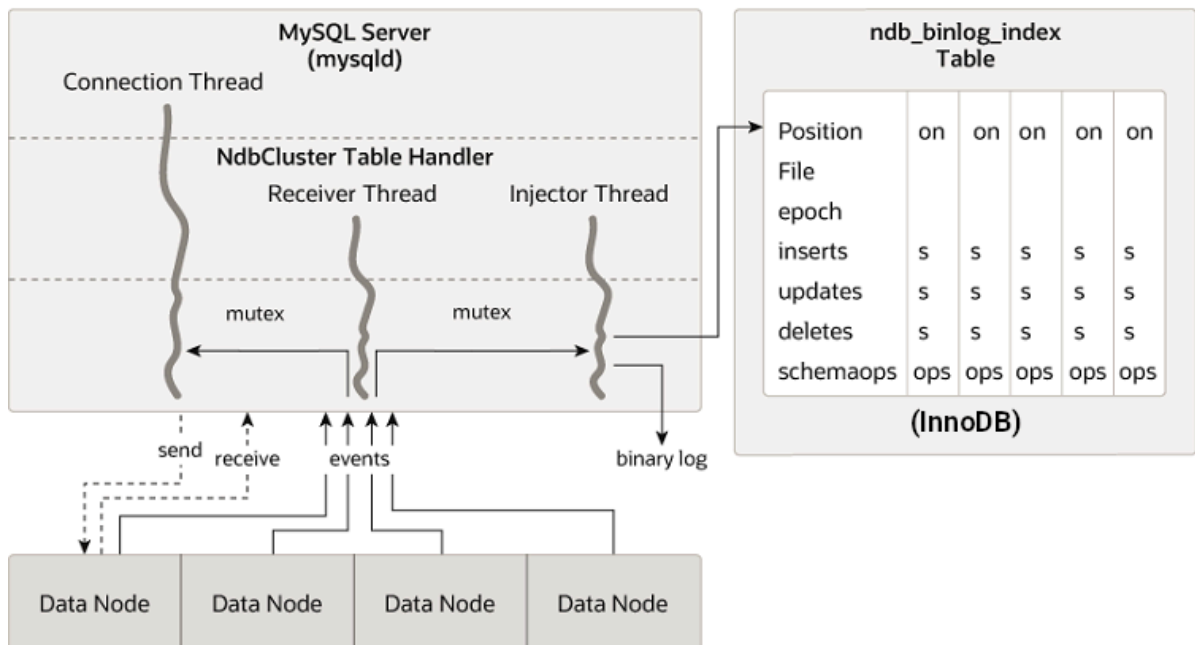 MySQL Server
(mysqld)
Connection Thread
NdbCluster Table Handler
Receiver Thread
Injector Thread
mutex
mutex
send
receive
events
binary log
Data Node
Data Node
Data Node
Data Node
ndb_binlog_index
Table
Position on on on on on
File
epoch
inserts s s s s s
updates s s s s s
deletes s s s s s
schemaops ops ops ops ops ops
(InnoDB)